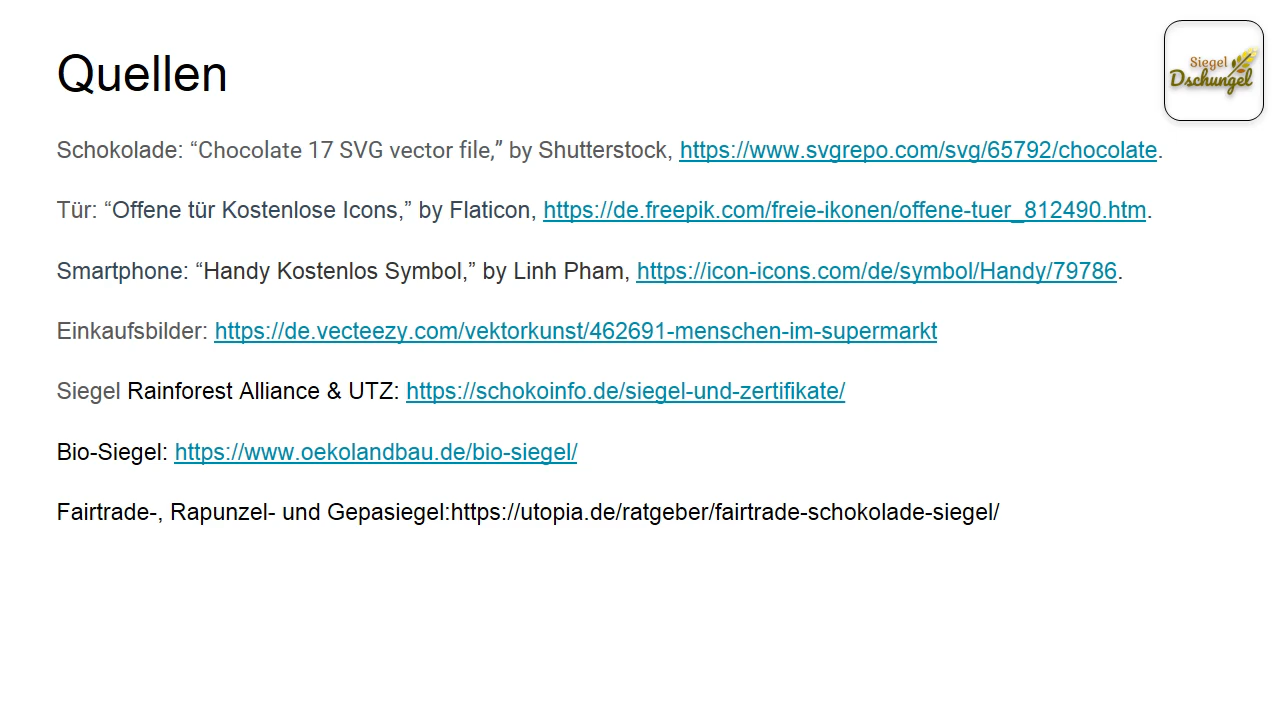 Quellen
Siegel
Dschungel
Schokolade: “Chocolate 17 SVG vector file,” by Shutterstock, https://www.svgrepo.com/svg/65792/chocolate.
Tür: “Offene tür Kostenlose Icons,” by Flaticon, https://de.freepik.com/freie-ikonen/offene-tuer_812490.htm.
Smartphone: “Handy Kostenlos Symbol,” by Linh Pham, https://icon-icons.com/de/symbol/Handy/79786.
Einkaufsbilder: https://de.vecteezy.com/vektorkunst/462691-menschen-im-supermarkt
Siegel Rainforest Alliance & UTZ: https://schokoinfo.de/siegel-und-zertifikate/
Bio-Siegel: https://www.oekolandbau.de/bio-siegel/
Fairtrade-, Rapunzel- und Gepasiegel:https://utopia.de/ratgeber/fairtrade-schokolade-siegel/